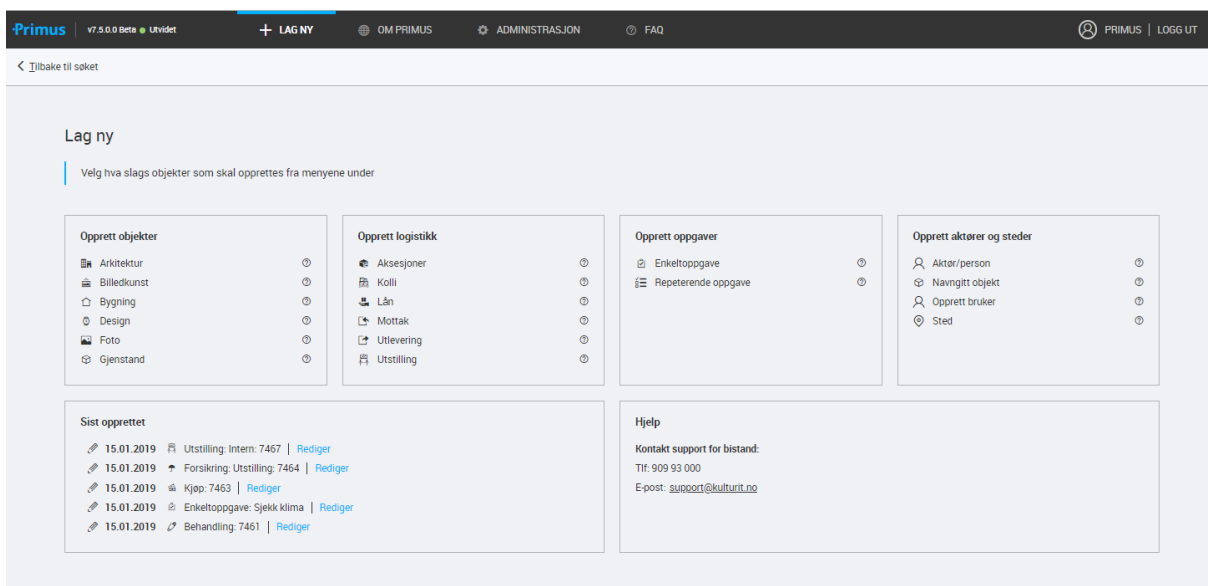 Primus v7.5.0.0 Beta Utvidet LAG NY OM PRIMUS ADMINISTRASJON FAQ PRIMUS | LOGG UT
Tilbake til søket
Lag ny
Velg hva slags objekter som skal opprettes fra menyene under
Opprett objekter
Arkitektur
Billedkunst
Bygning
Design
Foto
Gjenstand
Opprett logistikk
Aksesjoner
Kolli
Lån
Mottak
Utlevering
Utstilling
Opprett oppgaver
Enkeltoppgave
Repeterende oppgave
Opprett aktører og steder
Aktør/person
Navngitt objekt
Opprett bruker
Sted
Sist opprettet
15.01.2019 Utstilling: Intern: 7467 | Rediger
15.01.2019 Forsikring: Utstilling: 7464 | Rediger
15.01.2019 Kjøp: 7463 | Rediger
15.01.2019 Enkeltoppgave: Sjekk klima | Rediger
15.01.2019 Behandling: 7461 | Rediger
Hjelp
Kontakt support for bistand:
Tlf: 909 93 000
E-post: support@kulturit.no